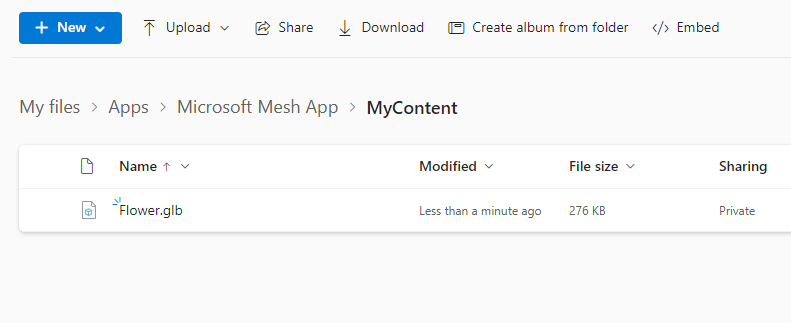 New Upload Share Download Create album from folder Embed
My files > Apps > Microsoft Mesh App > MyContent
Name Modified File size Sharing
Flower.glb Less than a minute ago 276 KB Private